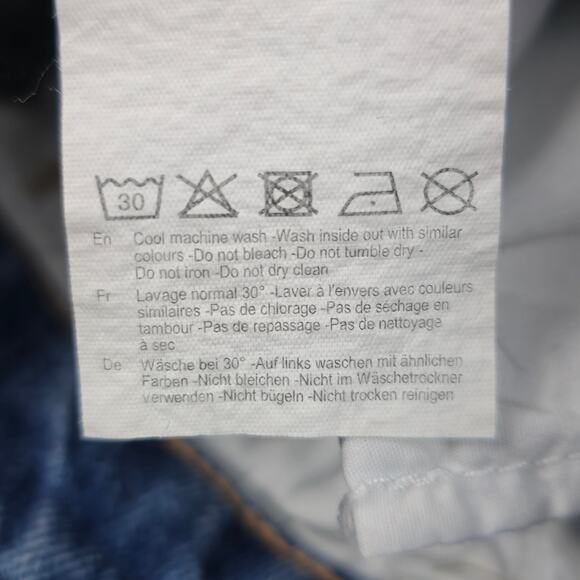 30
En Cool machine wash -Wash inside out with similar
colours -Do not bleach -Do not tumble dry -
Do not iron -Do not dry clean
Fr Lavage normal 30° -Laver à l'envers avec couleurs
similaires -Pas de chlorage -Pas de séchage en
tambour -Pas de repassage -Pas de nettoyage
à sec
De Wäsche bei 30° -Auf links waschen mit ähnlichen
Farben -Nicht bleichen -Nicht im Wäschetrockner
verwenden -Nicht bügeln -Nicht trocken reinigen